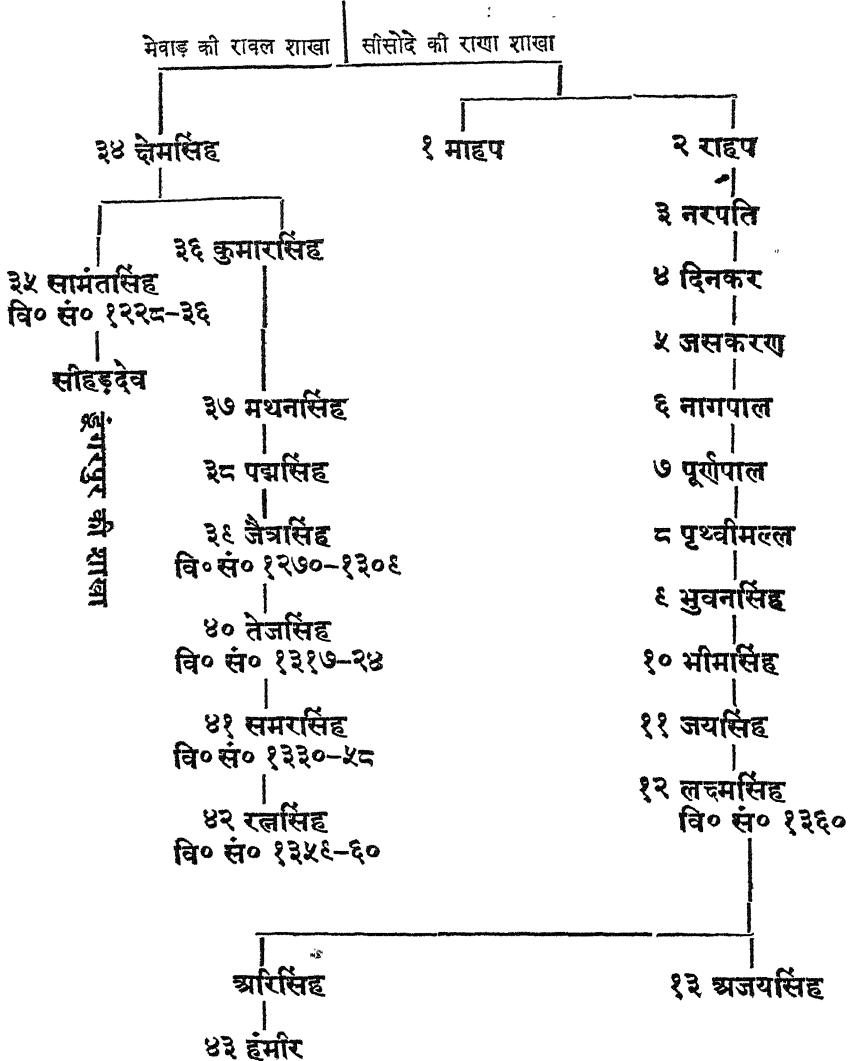 मेवाड़ की रावल शाखा
सीसोदे की राणा शाखा
३४ क्षेमसिंह
१ माहप
२ राहप
३ नरपति
३६ कुमारसिंह
३५ सामंतसिंह
वि० सं० १२२८–३६
४ दिनकर
५ जसकरण
सीहड़देव
डूंगरपुर की शाखा
३७ मथनसिंह
६ नागपाल
३८ पद्मसिंह
७ पूर्णपाल
३९ जैत्रसिंह
वि० सं० १२७०–१३०९
८ पृथ्वीमल्ल
९ भुवनसिंह
४० तेजसिंह
वि० सं० १३१७–२४
१० भीमसिंह
४१ समरसिंह
वि० सं० १३३०–५८
११ जयसिंह
१२ लक्ष्मसिंह
वि० सं० १३६०
४२ रत्नसिंह
वि० सं० १३५९–६०
अरिसिंह
१३ अजयसिंह
४३ हंमीर